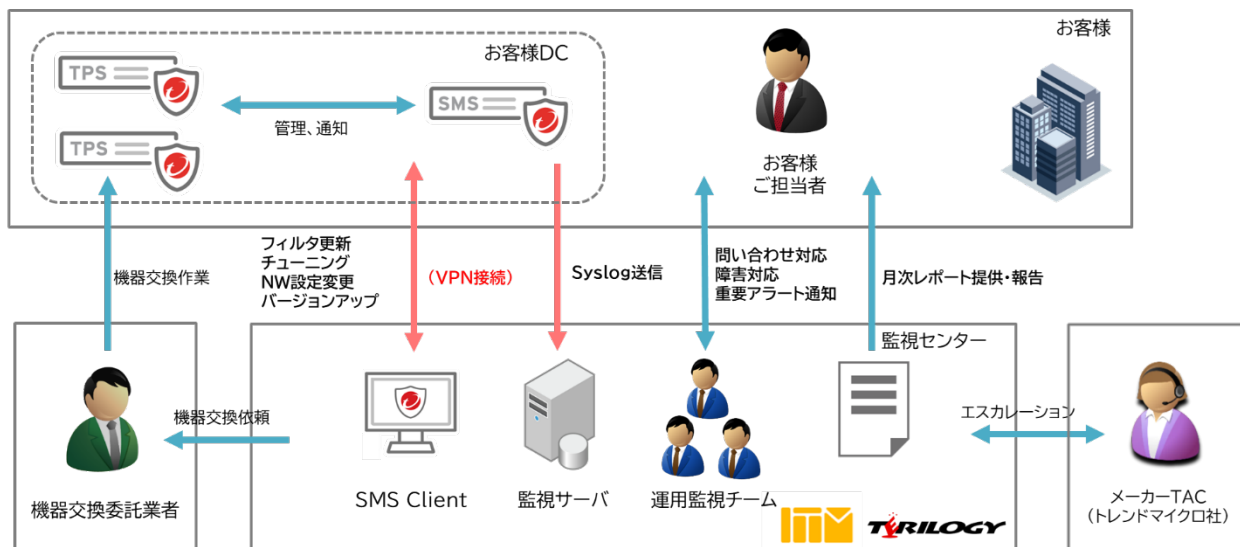 お客様
お客様DC
TPS
SMS
TPS
管理、通知
お客様
ご担当者
機器交換作業
フィルタ更新
チューニング
NW設定変更
バージョンアップ
（VPN接続）
Syslog送信
問い合わせ対応
障害対応
重要アラート通知
月次レポート提供・報告
監視センター
機器交換依頼
エスカレーション
機器交換委託業者
SMS Client
監視サーバ
運用監視チーム
メーカーTAC
（トレンドマイクロ社）
TERILOGY